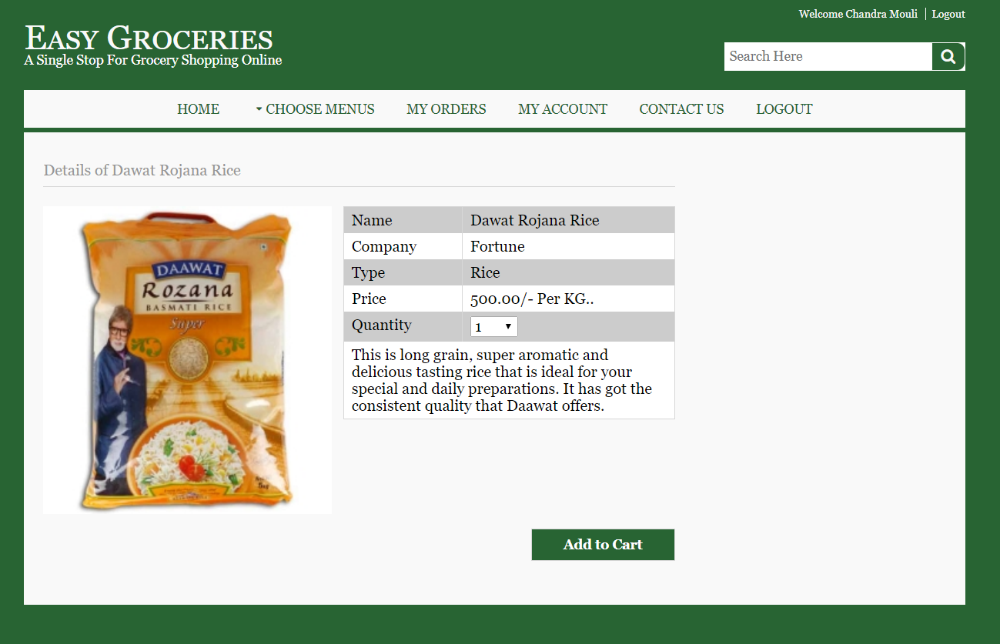 Welcome Chandra Mouli
Logout
EASY GROCERIES
A Single Stop For Grocery Shopping Online
Search Here
HOME
CHOOSE MENUS
MY ORDERS
MY ACCOUNT
CONTACT US
LOGOUT
Details of Dawat Rojana Rice
DAAWAT
Rozana
BASMATI RICE
Super
5kg
Name Dawat Rojana Rice
Company Fortune
Type Rice
Price 500.00/- Per KG..
Quantity 1
This is long grain, super aromatic and
delicious tasting rice that is ideal for your
special and daily preparations. It has got the
consistent quality that Daawat offers.
Add to Cart